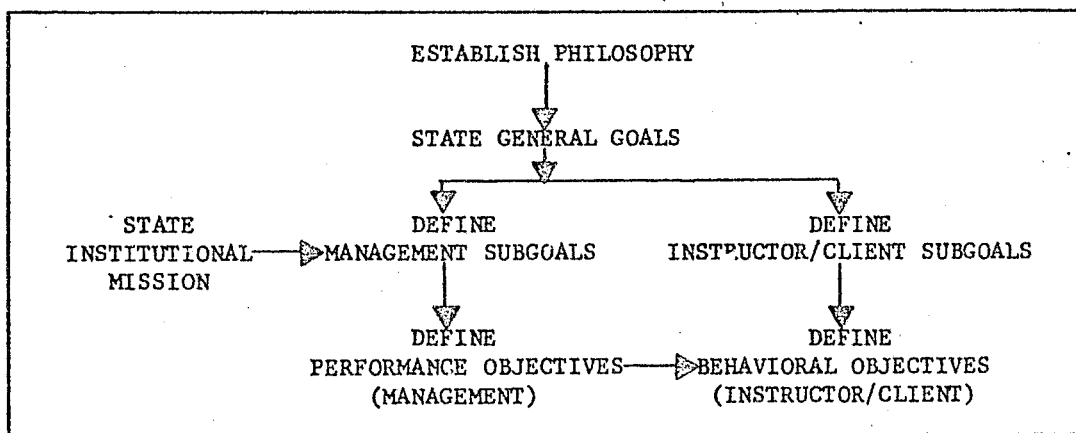 ESTABLISH PHILOSOPHY
STATE GENERAL GOALS
STATE
INSTITUTIONAL
MISSION
DEFINE
MANAGEMENT SUBGOALS
DEFINE
INSTRUCTOR/CLIENT SUBGOALS
DEFINE
PERFORMANCE OBJECTIVES
(MANAGEMENT)
DEFINE
BEHAVIORAL OBJECTIVES
(INSTRUCTOR/CLIENT)